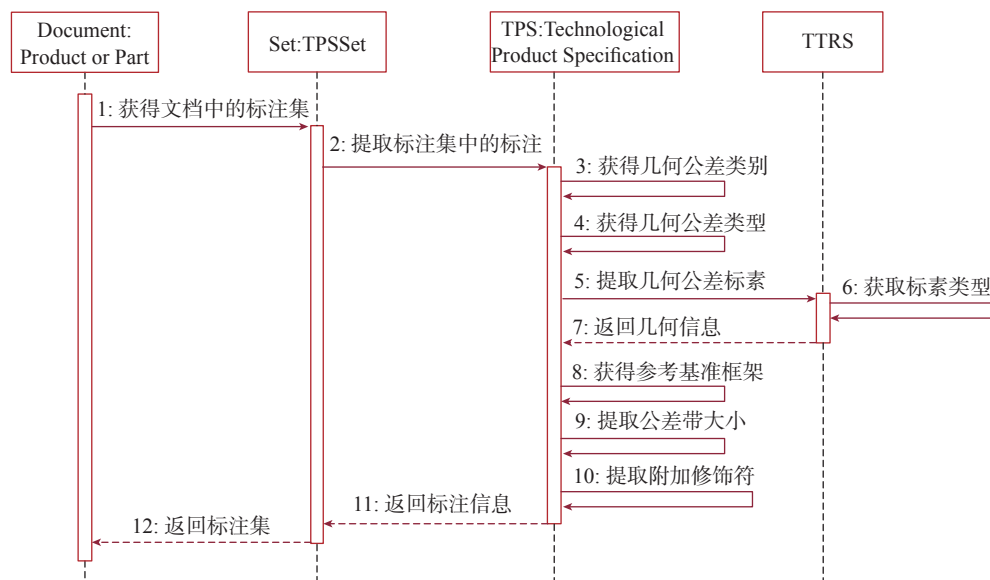 Document:
Product or Part
Set:TPSSet
TPS:Technological
Product Specification
TTRS
1: 获得文档中的标注集
2: 提取标注集中的标注
3: 获得几何公差类别
4: 获得几何公差类型
5: 提取几何公差标素
6: 获取标素类型
7: 返回几何信息
8: 获得参考基准框架
9: 提取公差带大小
10: 提取附加修饰符
11: 返回标注信息
12: 返回标注集